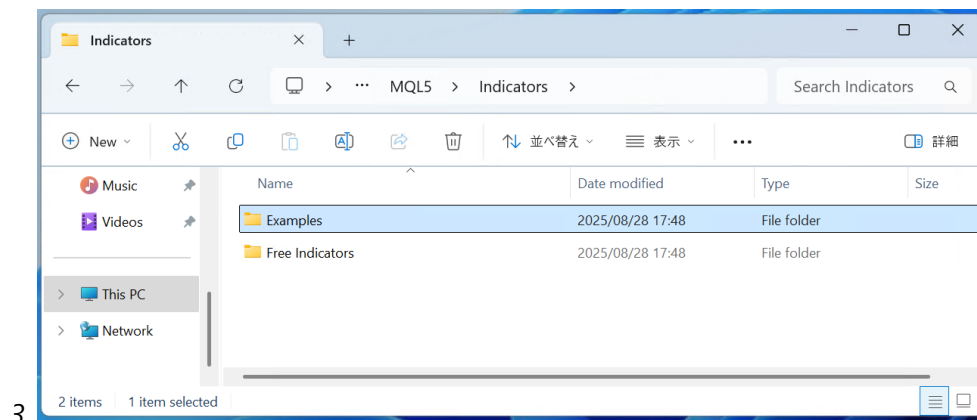 Indicators
MQL5 > Indicators >
Search Indicators
New
並べ替え
表示
詳細
Music
Videos
This PC
Network
Name Date modified Type Size
Examples 2025/08/28 17:48 File folder
Free Indicators 2025/08/28 17:48 File folder
2 items 1 item selected
3